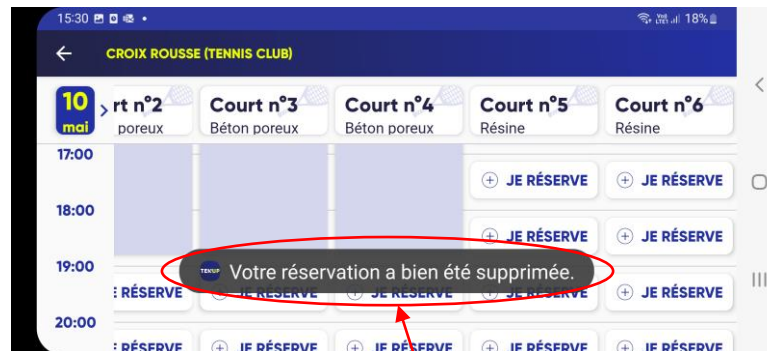 15:30 18%
CROIX ROUSSE (TENNIS CLUB)
10 mai
rt n°2 Court n°3 Court n°4 Court n°5 Court n°6
poreux Béton poreux Béton poreux Résine Résine
17:00
JE RÉSERVE JE RÉSERVE
18:00
JE RÉSERVE JE RÉSERVE
19:00
TENUP Votre réservation a bien été supprimée.
RÉSERVE JE RÉSERVE JE RÉSERVE JE RÉSERVE JE RÉSERVE
20:00
RÉSERVE JE RÉSERVE JE RÉSERVE JE RÉSERVE JE RÉSERVE